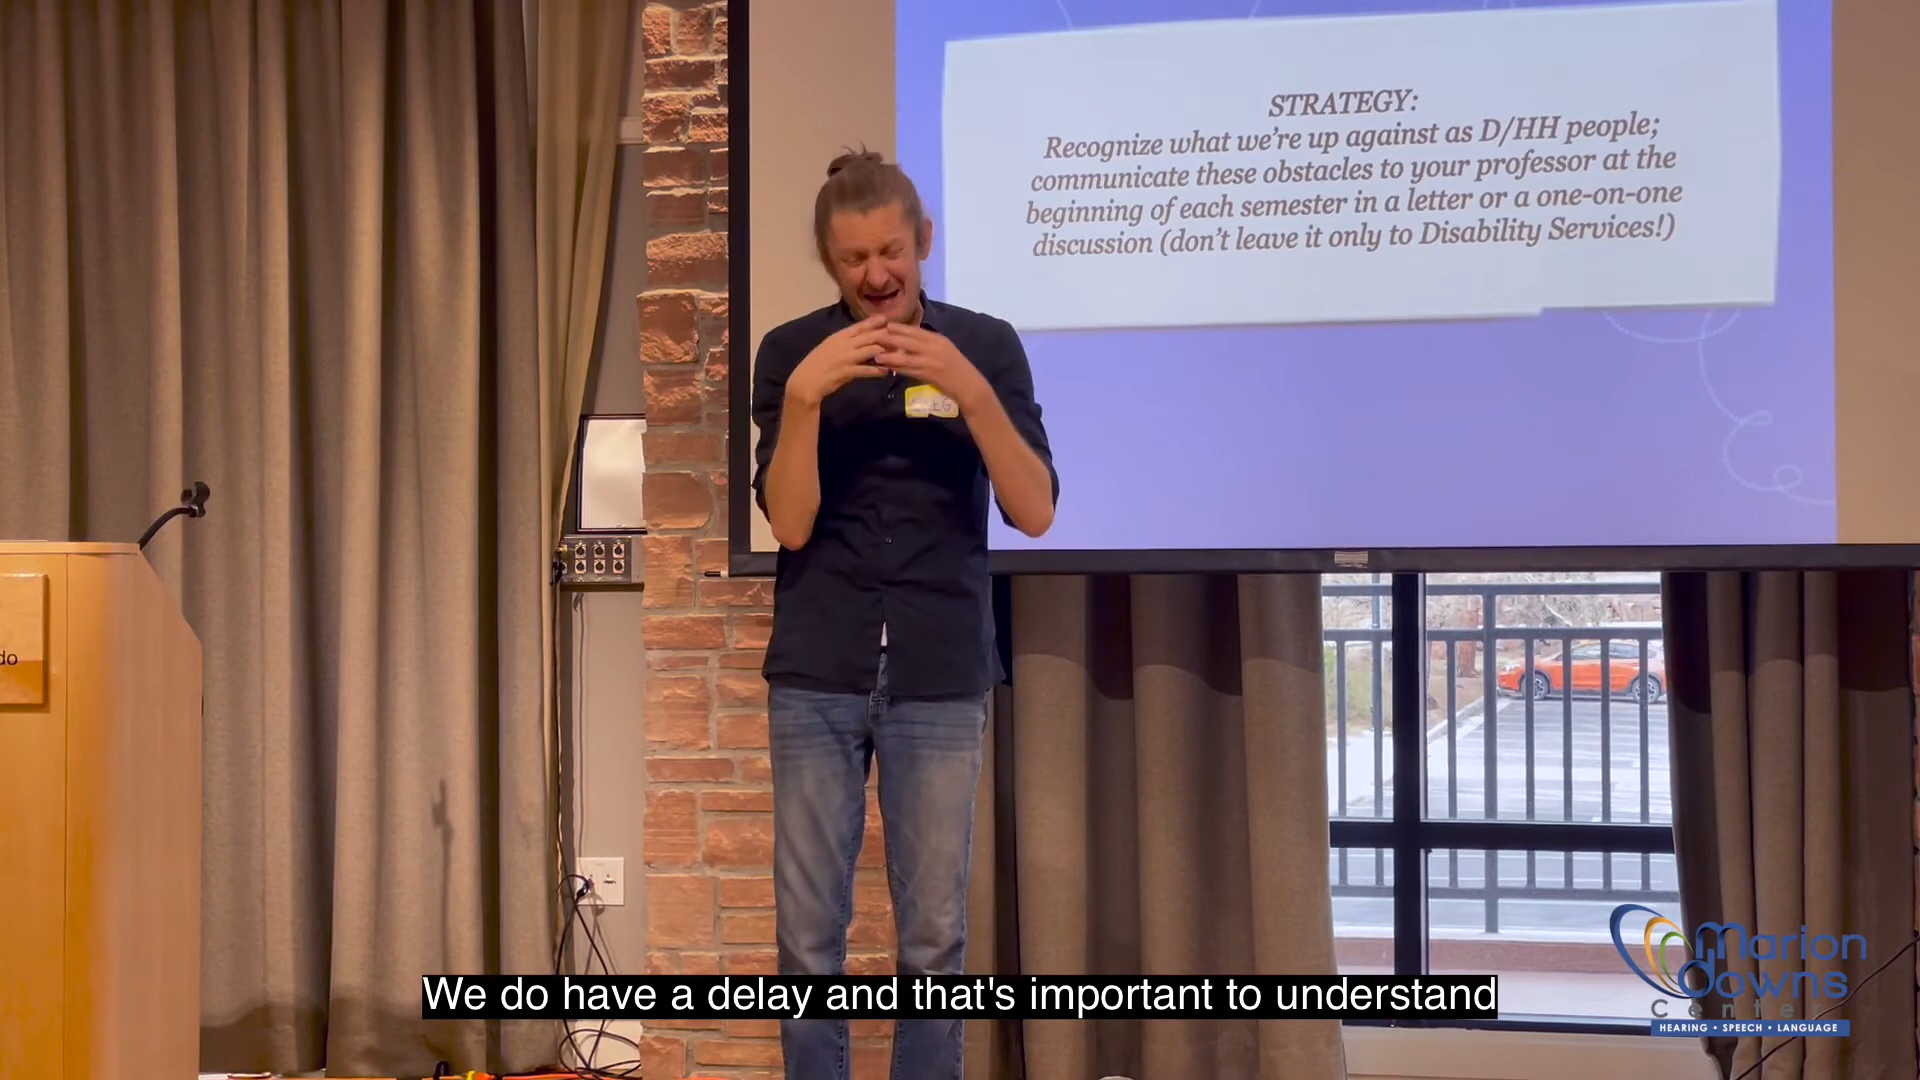 STRATEGY:
Recognize what we're up against as D/HH people;
communicate these obstacles to your professor at the
beginning of each semester in a letter or a one-on-one
discussion (don't leave it only to Disability Services!)
do
We do have a delay and that's important to understand
Marion
Downs
Center
HEARING • SPEECH • LANGUAGE